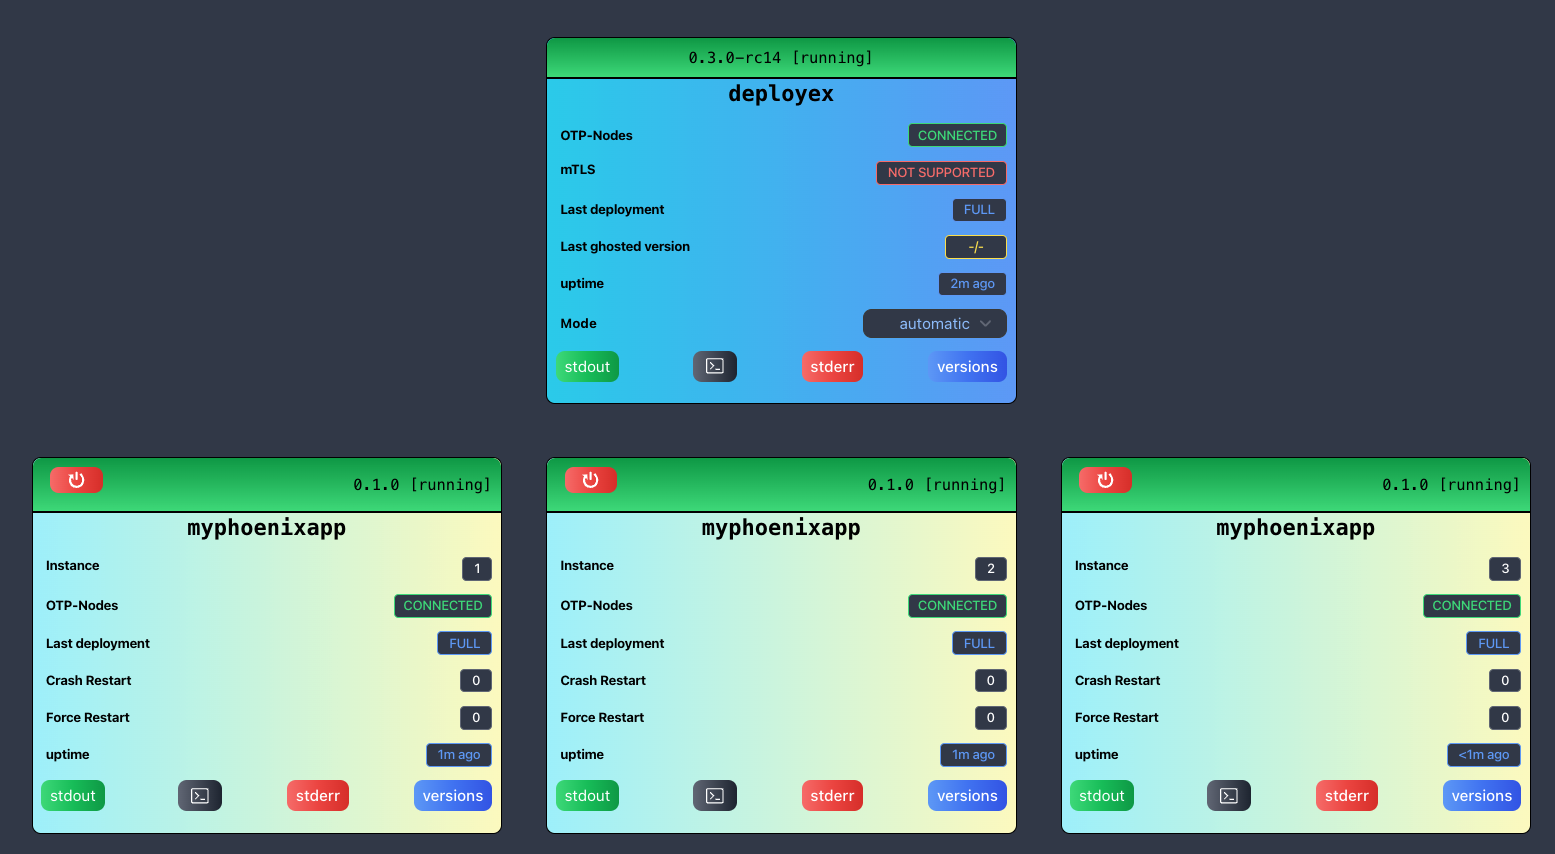 0.3.0-rc14 [running]
deployex
OTP-Nodes CONNECTED
mTLS NOT SUPPORTED
Last deployment FULL
Last ghosted version -/-
uptime 2m ago
Mode automatic
stdout stderr versions
0.1.0 [running]
myphoenixapp
Instance 1
OTP-Nodes CONNECTED
Last deployment FULL
Crash Restart 0
Force Restart 0
uptime 1m ago
stdout stderr versions
0.1.0 [running]
myphoenixapp
Instance 2
OTP-Nodes CONNECTED
Last deployment FULL
Crash Restart 0
Force Restart 0
uptime 1m ago
stdout stderr versions
0.1.0 [running]
myphoenixapp
Instance 3
OTP-Nodes CONNECTED
Last deployment FULL
Crash Restart 0
Force Restart 0
uptime <1m ago
stdout stderr versions